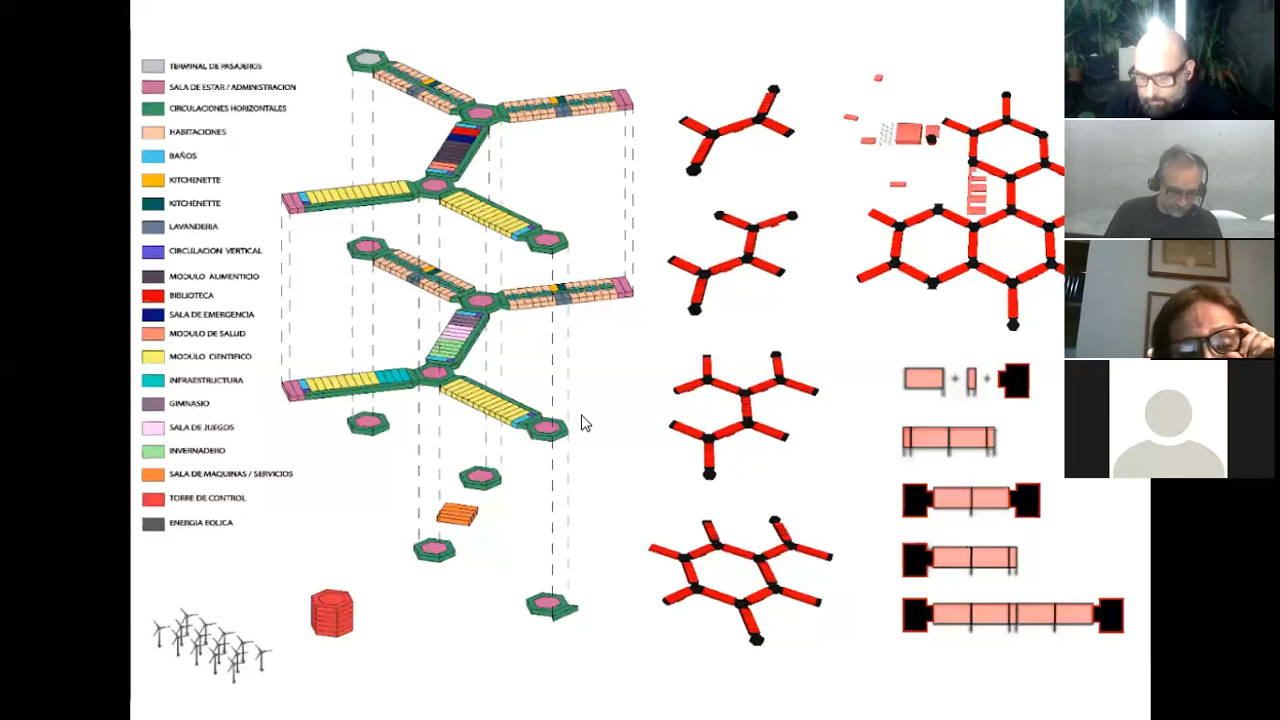 TERMINAL DE PASAJEROS
SALA DE ESTAR / ADMINISTRACION
CIRCULACIONES HORIZONTALES
HABITACIONES
BAÑOS
KITCHENETTE
KITCHENETTE
LAVANDERIA
CIRCULACION VERTICAL
MODULO ALIMENTICIO
BIBLIOTECA
SALA DE EMERGENCIA
MODULO DE SALUD
MODULO CIENTIFICO
INFRAESTRUCTURA
GIMNASIO
SALA DE JUEGOS
INVERNADERO
SALA DE MAQUINAS / SERVICIOS
TORRE DE CONTROL
ENERGIA EOLICA
+ +